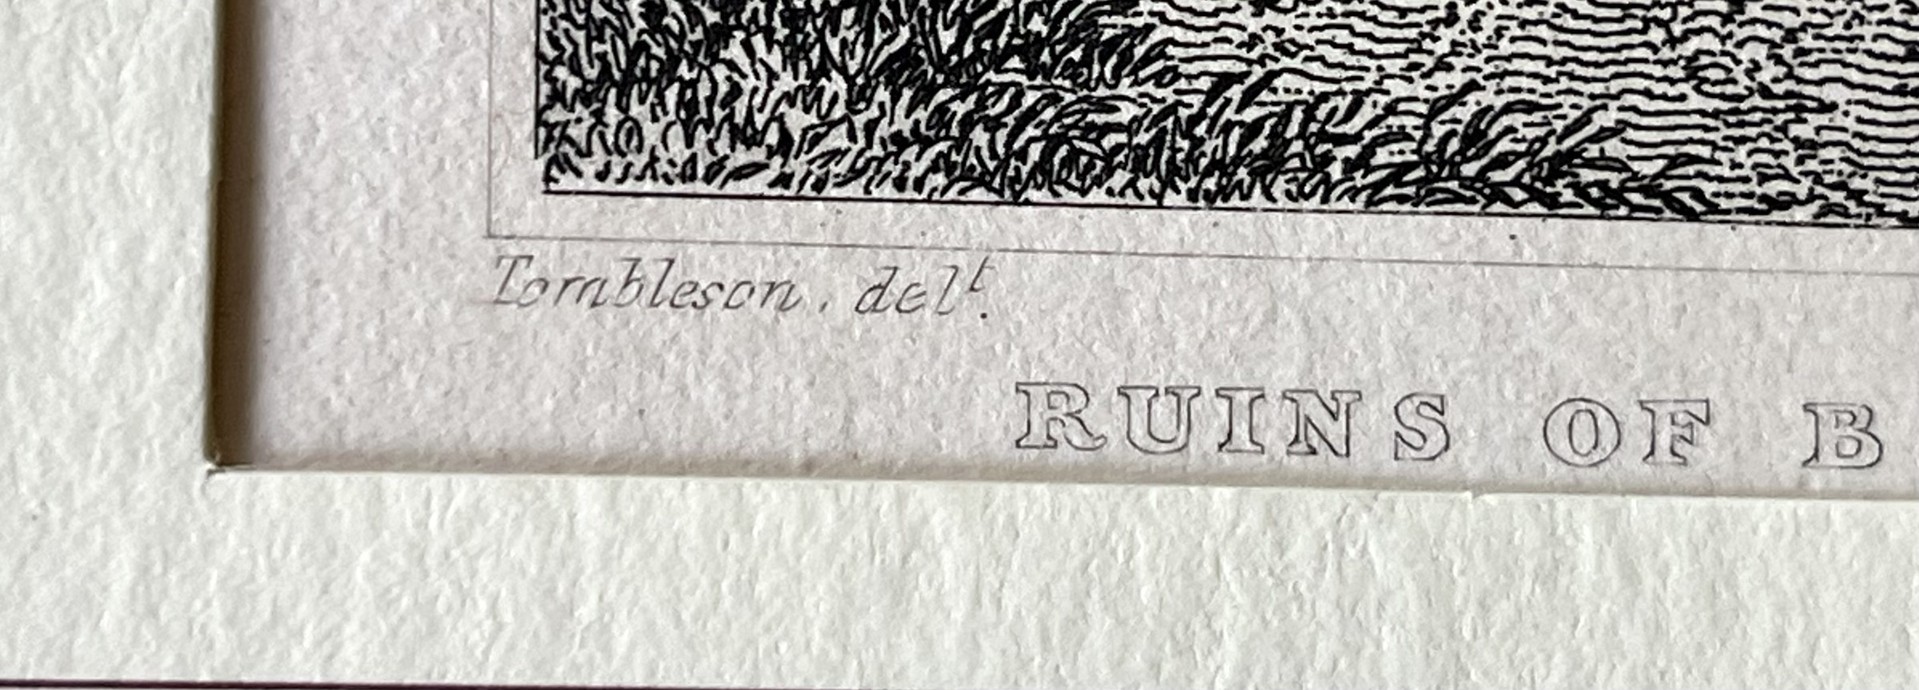 Tombleson. delt.
RUINS OF B